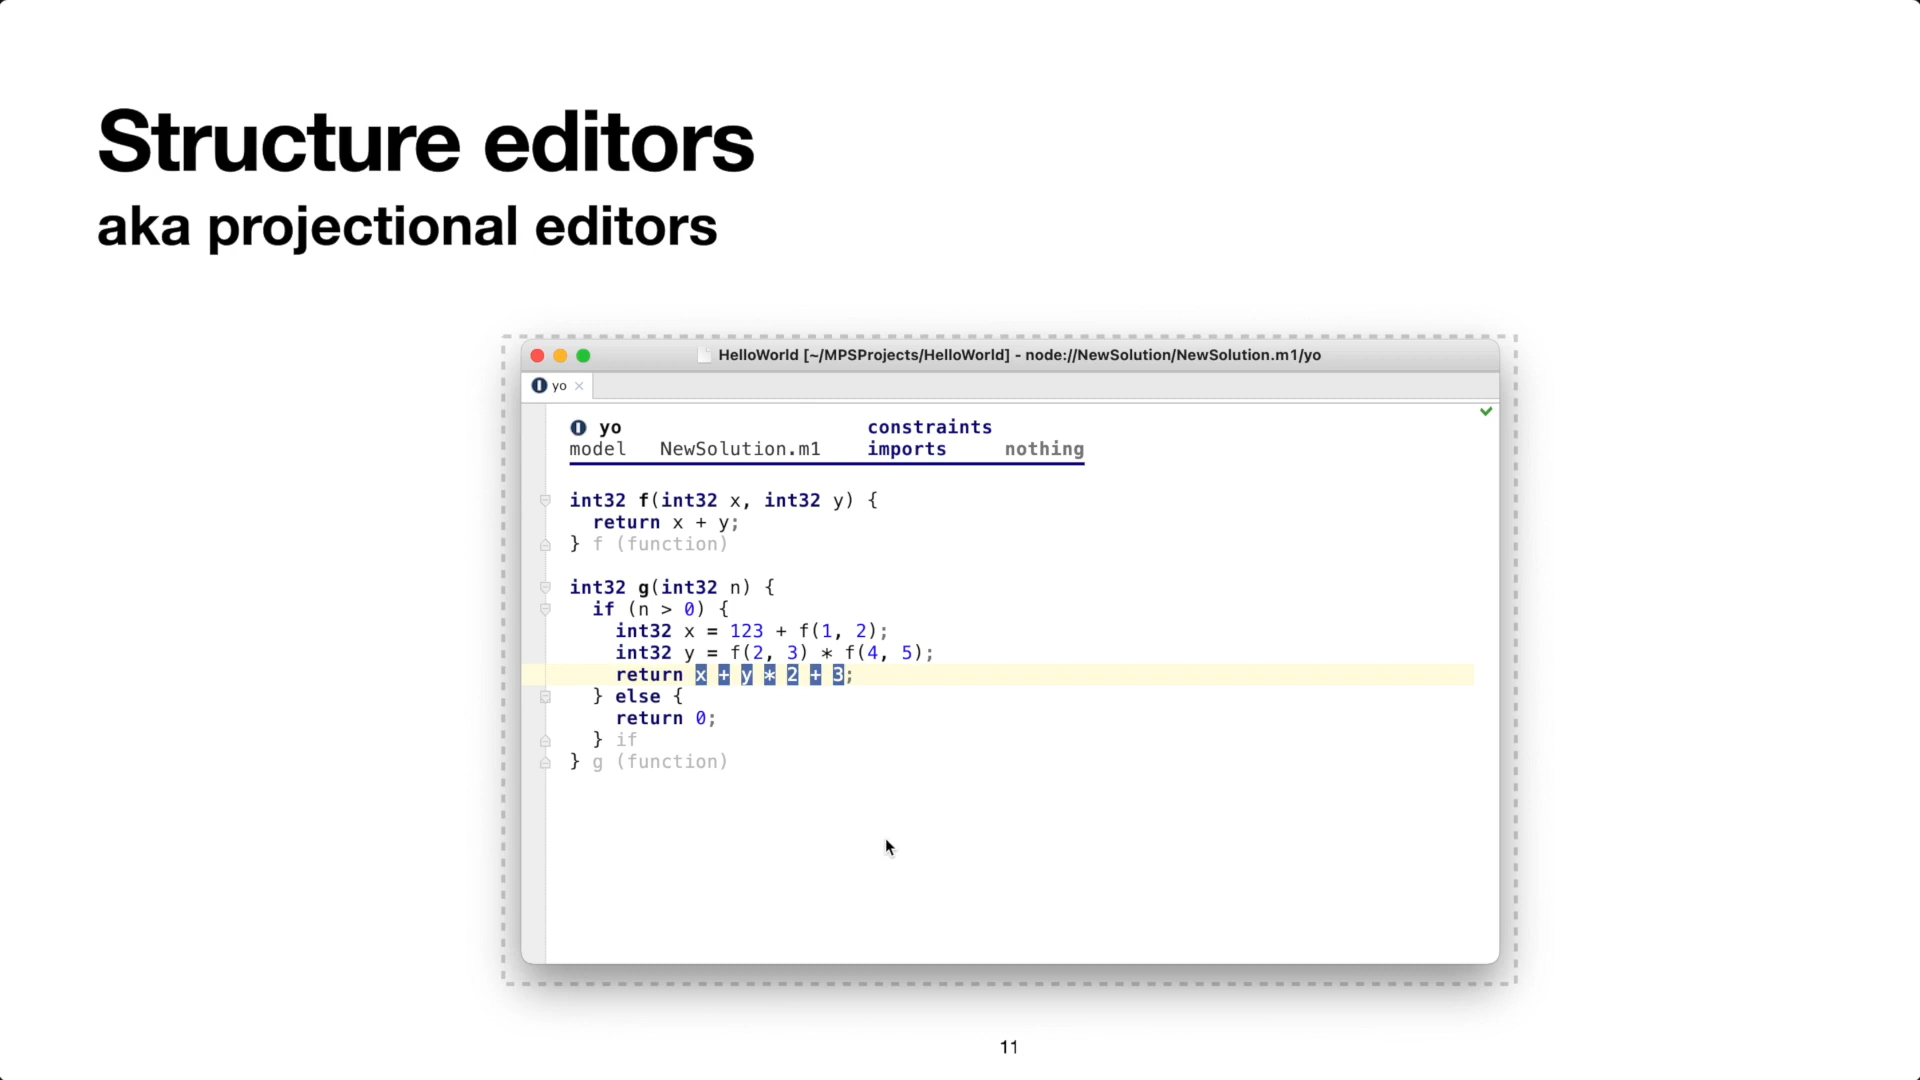 Structure editors
aka projectional editors
HelloWorld [~/MPSProjects/HelloWorld] - node://NewSolution/NewSolution.m1/yo
yo
yo constraints
model NewSolution.m1 imports nothing
int32 f(int32 x, int32 y) {
return x + y;
} f (function)
int32 g(int32 n) {
if (n > 0) {
int32 x = 123 + f(1, 2);
int32 y = f(2, 3) * f(4, 5);
return x + y * 2 + 3;
} else {
return 0;
} if
} g (function)
11